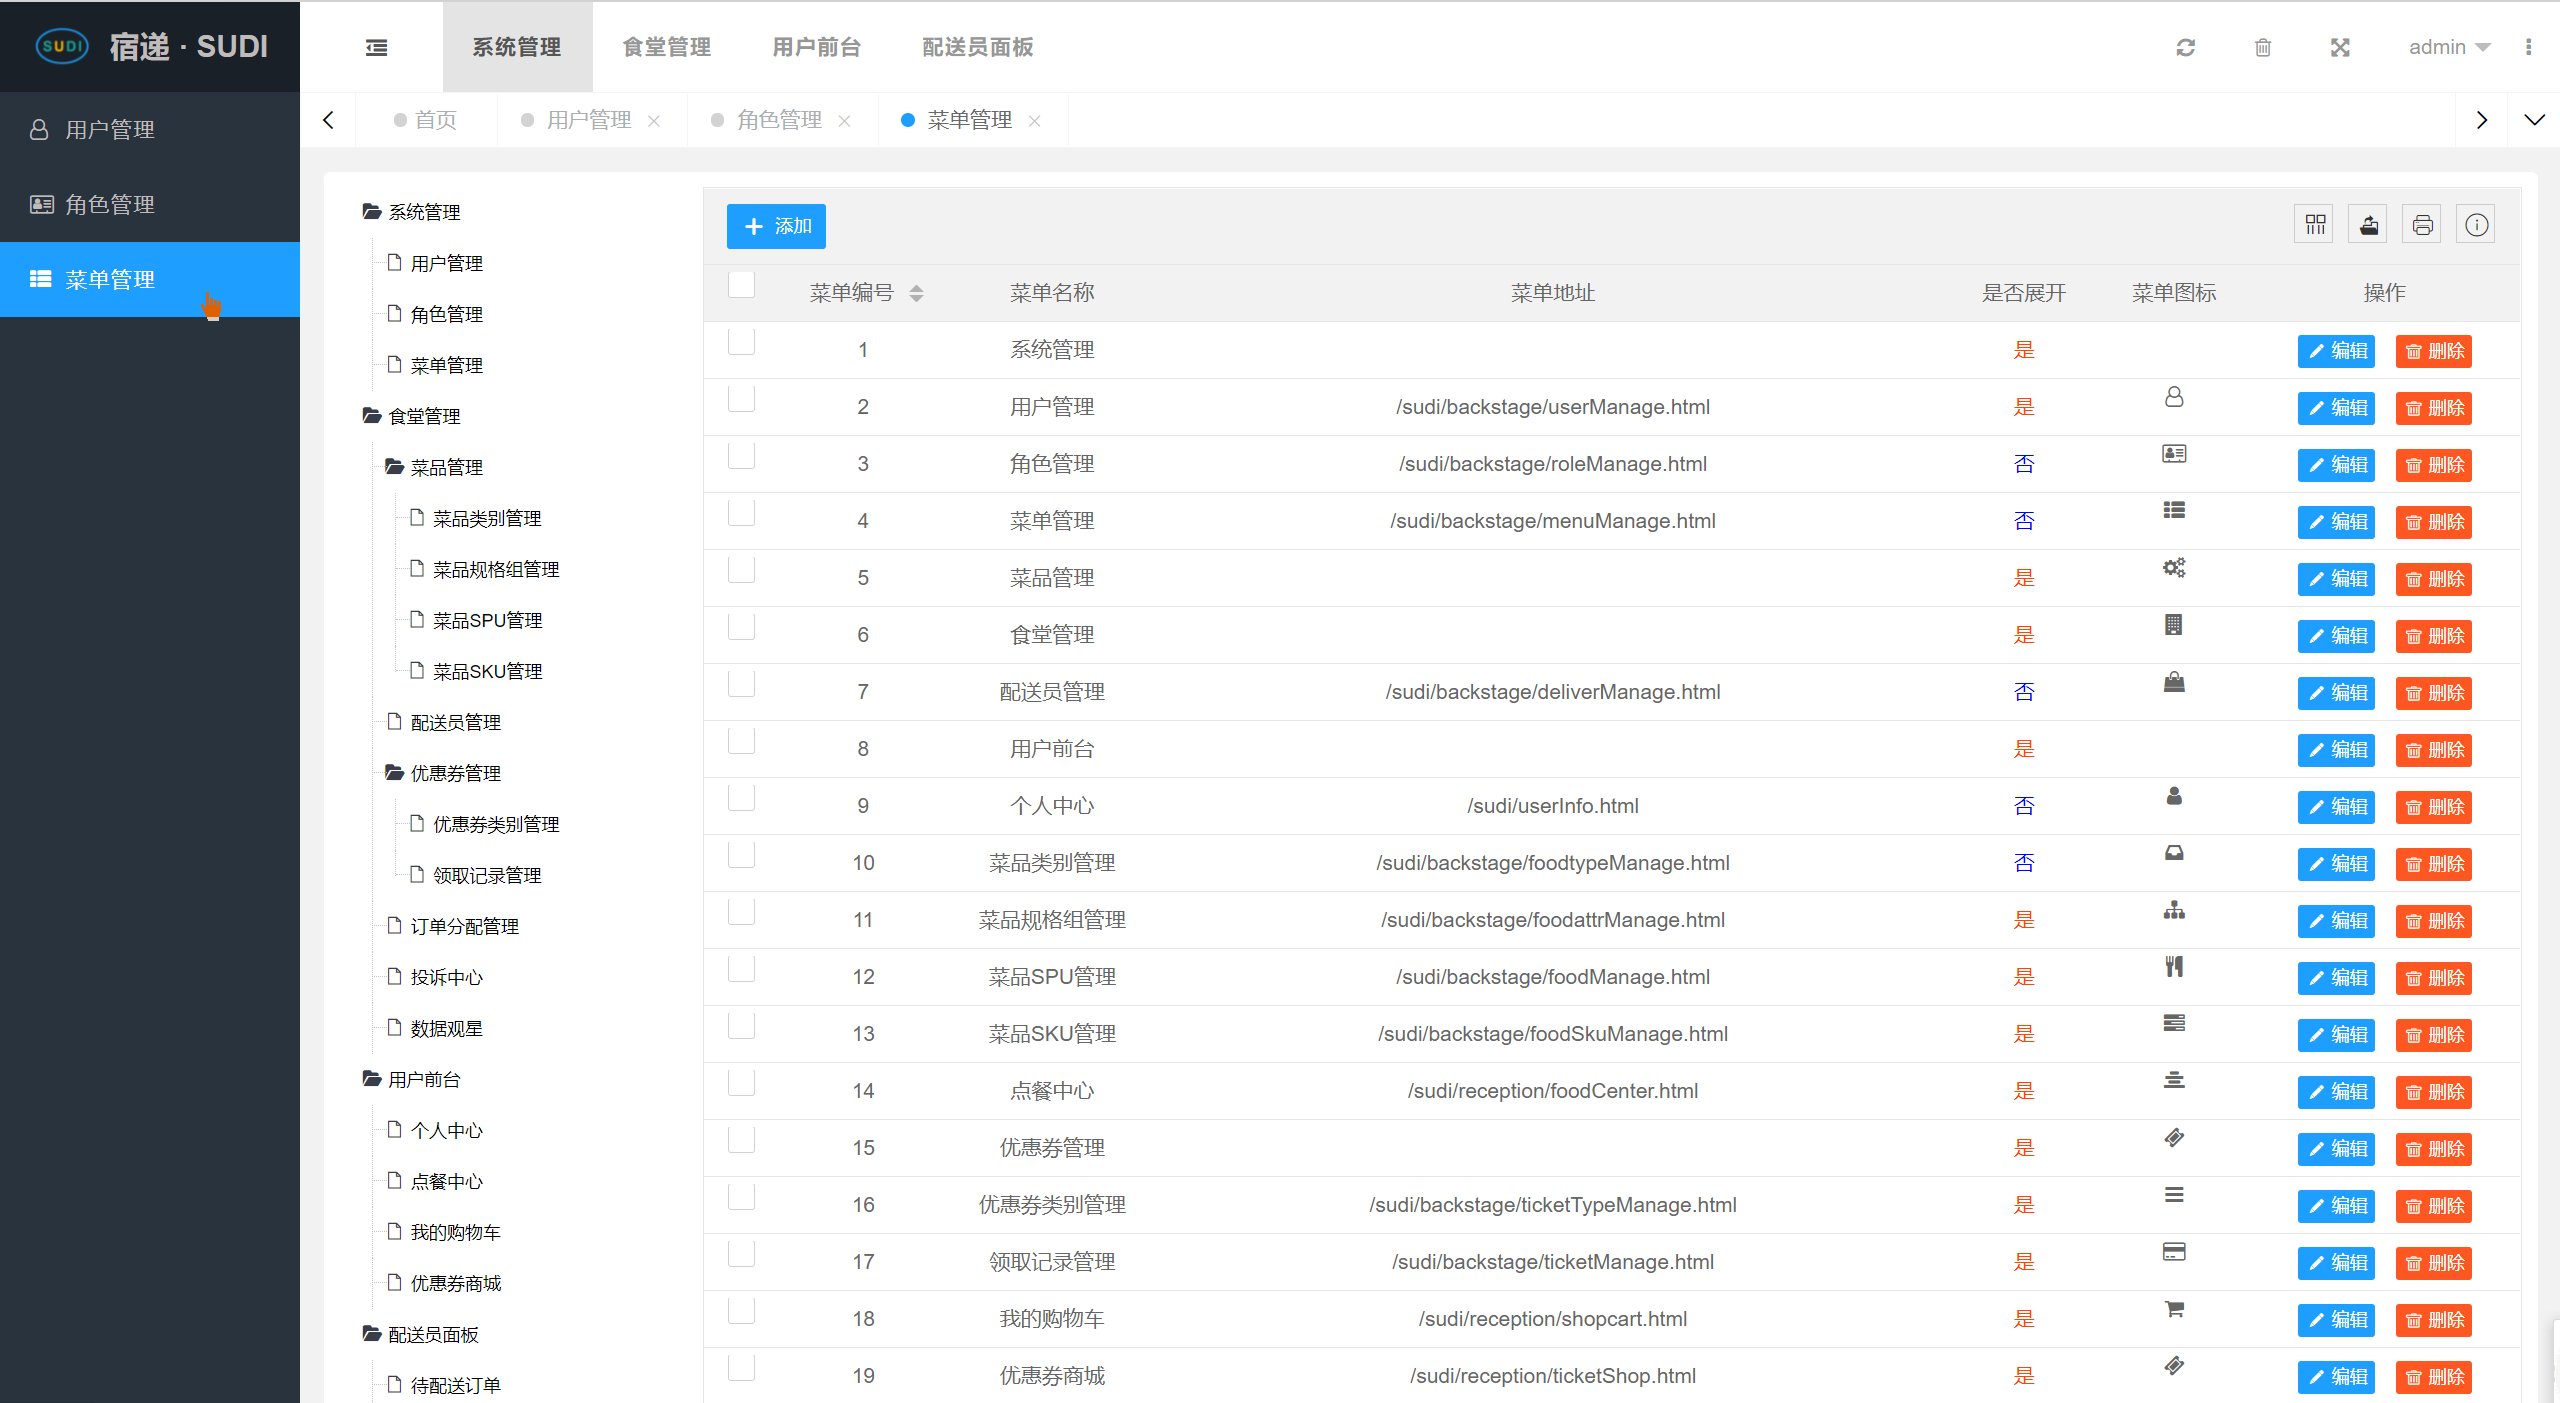 SUDI 宿递 · SUDI
系统管理 食堂管理 用户前台 配送员面板 admin
首页 用户管理 角色管理 菜单管理
用户管理
角色管理
菜单管理
系统管理
用户管理
角色管理
菜单管理
食堂管理
菜品管理
菜品类别管理
菜品规格组管理
菜品SPU管理
菜品SKU管理
配送员管理
优惠券管理
优惠券类别管理
领取记录管理
订单分配管理
投诉中心
数据观星
用户前台
个人中心
点餐中心
我的购物车
优惠券商城
配送员面板
待配送订单
添加
菜单编号 菜单名称 菜单地址 是否展开 菜单图标 操作
1 系统管理 是 编辑 删除
2 用户管理 /sudi/backstage/userManage.html 是 编辑 删除
3 角色管理 /sudi/backstage/roleManage.html 否 编辑 删除
4 菜单管理 /sudi/backstage/menuManage.html 否 编辑 删除
5 菜品管理 是 编辑 删除
6 食堂管理 是 编辑 删除
7 配送员管理 /sudi/backstage/deliverManage.html 否 编辑 删除
8 用户前台 是 编辑 删除
9 个人中心 /sudi/userInfo.html 否 编辑 删除
10 菜品类别管理 /sudi/backstage/foodtypeManage.html 否 编辑 删除
11 菜品规格组管理 /sudi/backstage/foodattrManage.html 是 编辑 删除
12 菜品SPU管理 /sudi/backstage/foodManage.html 是 编辑 删除
13 菜品SKU管理 /sudi/backstage/foodSkuManage.html 是 编辑 删除
14 点餐中心 /sudi/reception/foodCenter.html 是 编辑 删除
15 优惠券管理 是 编辑 删除
16 优惠券类别管理 /sudi/backstage/ticketTypeManage.html 是 编辑 删除
17 领取记录管理 /sudi/backstage/ticketManage.html 是 编辑 删除
18 我的购物车 /sudi/reception/shopcart.html 是 编辑 删除
19 优惠券商城 /sudi/reception/ticketShop.html 是 编辑 删除